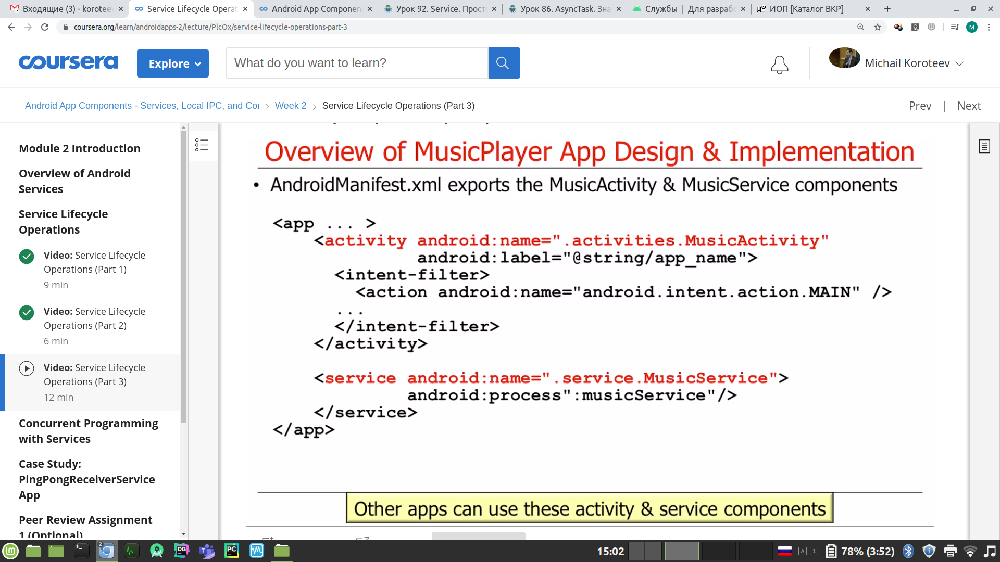 Входящие (3) - korotee
Service Lifecycle Operat
Android App Component
Урок 92. Service. Прост
Урок 86. AsyncTask. Зна
Службы | Для разраб
ИОП [Каталог ВКР]
coursera.org/learn/androidapps-2/lecture/PlcOx/service-lifecycle-operations-part-3
M
coursera
Explore
What do you want to learn?
Michail Koroteev
Android App Components - Services, Local IPC, and Cor
Week 2
Service Lifecycle Operations (Part 3)
Prev | Next
Module 2 Introduction
Overview of Android
Services
Service Lifecycle
Operations
Video: Service Lifecycle
Operations (Part 1)
9 min
Video: Service Lifecycle
Operations (Part 2)
6 min
Video: Service Lifecycle
Operations (Part 3)
12 min
Concurrent Programming
with Services
Case Study:
PingPongReceiverService
App
Peer Review Assignment
1 (Optional)
Overview of MusicPlayer App Design & Implementation
• AndroidManifest.xml exports the MusicActivity & MusicService components
<app ... >
<activity android:name=".activities.MusicActivity"
android:label="@string/app_name">
<intent-filter>
<action android:name="android.intent.action.MAIN" />
...
</intent-filter>
</activity>
<service android:name=".service.MusicService">
android:process":musicService"/>
</service>
</app>
Other apps can use these activity & service components
2
DG
PC
15:02
A 1
78% (3:52)